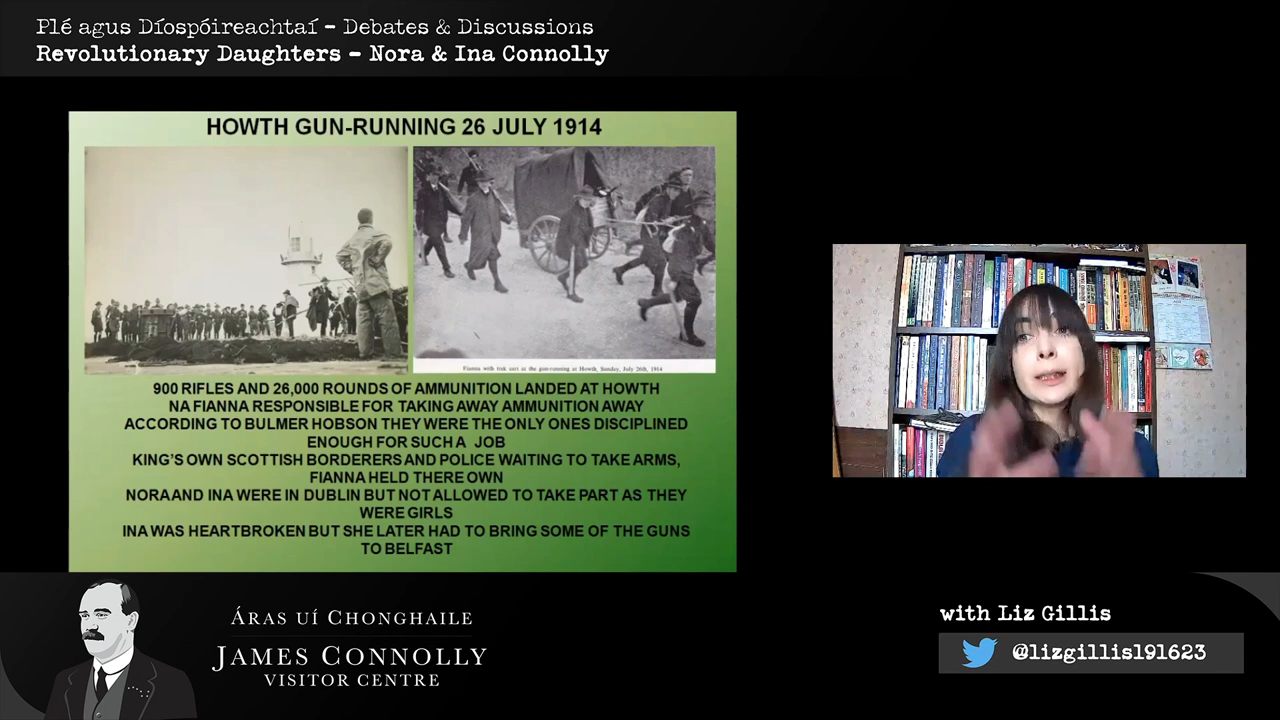 Plé agus Díospóireachtaí – Debates & Discussions
Revolutionary Daughters – Nora & Ina Connolly
HOWTH GUN-RUNNING 26 JULY 1914
Fianna with trek cart at the gun-running at Howth, Sunday, July 26th, 1914
900 RIFLES AND 26,000 ROUNDS OF AMMUNITION LANDED AT HOWTH
NA FIANNA RESPONSIBLE FOR TAKING AWAY AMMUNITION AWAY
ACCORDING TO BULMER HOBSON THEY WERE THE ONLY ONES DISCIPLINED
ENOUGH FOR SUCH A JOB
KING'S OWN SCOTTISH BORDERERS AND POLICE WAITING TO TAKE ARMS,
FIANNA HELD THERE OWN
NORA AND INA WERE IN DUBLIN BUT NOT ALLOWED TO TAKE PART AS THEY
WERE GIRLS
INA WAS HEARTBROKEN BUT SHE LATER HAD TO BRING SOME OF THE GUNS
TO BELFAST
ÁRAS UÍ CHONGHAILE
JAMES CONNOLLY
VISITOR CENTRE
with Liz Gillis
@lizgillis191623